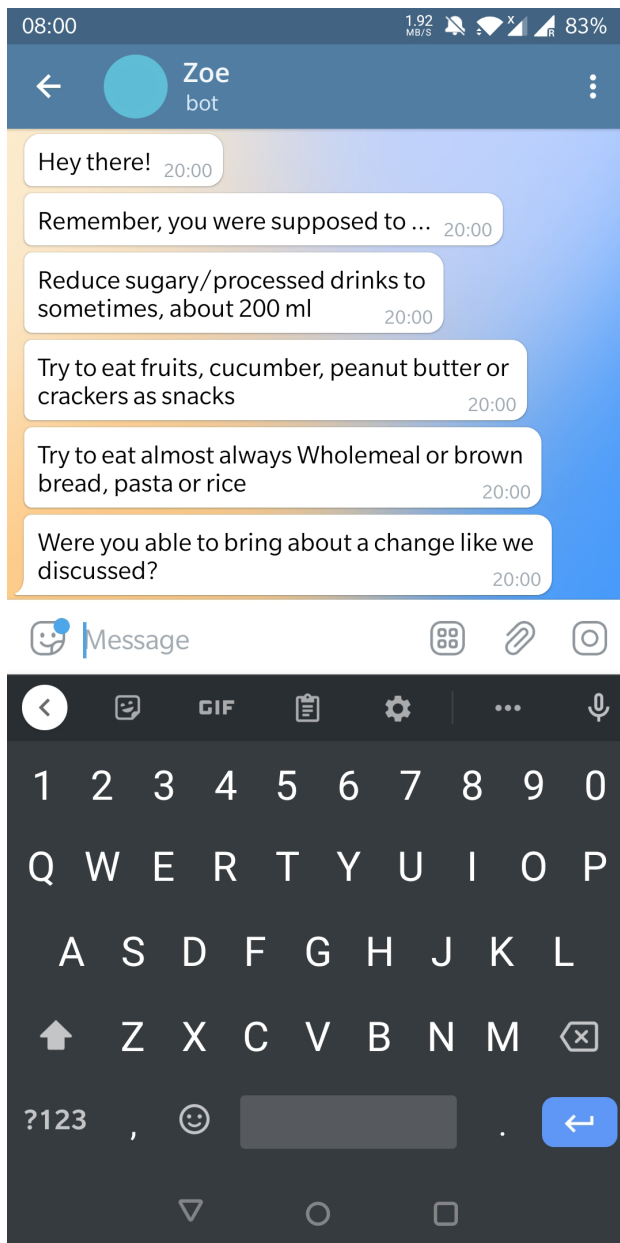 08:00 1.92 MB/S X R 83%
Zoe
bot
Hey there! 20:00
Remember, you were supposed to ... 20:00
Reduce sugary/processed drinks to
sometimes, about 200 ml 20:00
Try to eat fruits, cucumber, peanut butter or
crackers as snacks 20:00
Try to eat almost always Wholemeal or brown
bread, pasta or rice 20:00
Were you able to bring about a change like we
discussed? 20:00
Message
GIF
1 2 3 4 5 6 7 8 9 0
Q W E R T Y U I O P
A S D F G H J K L
Z X C V B N M
?123 , .